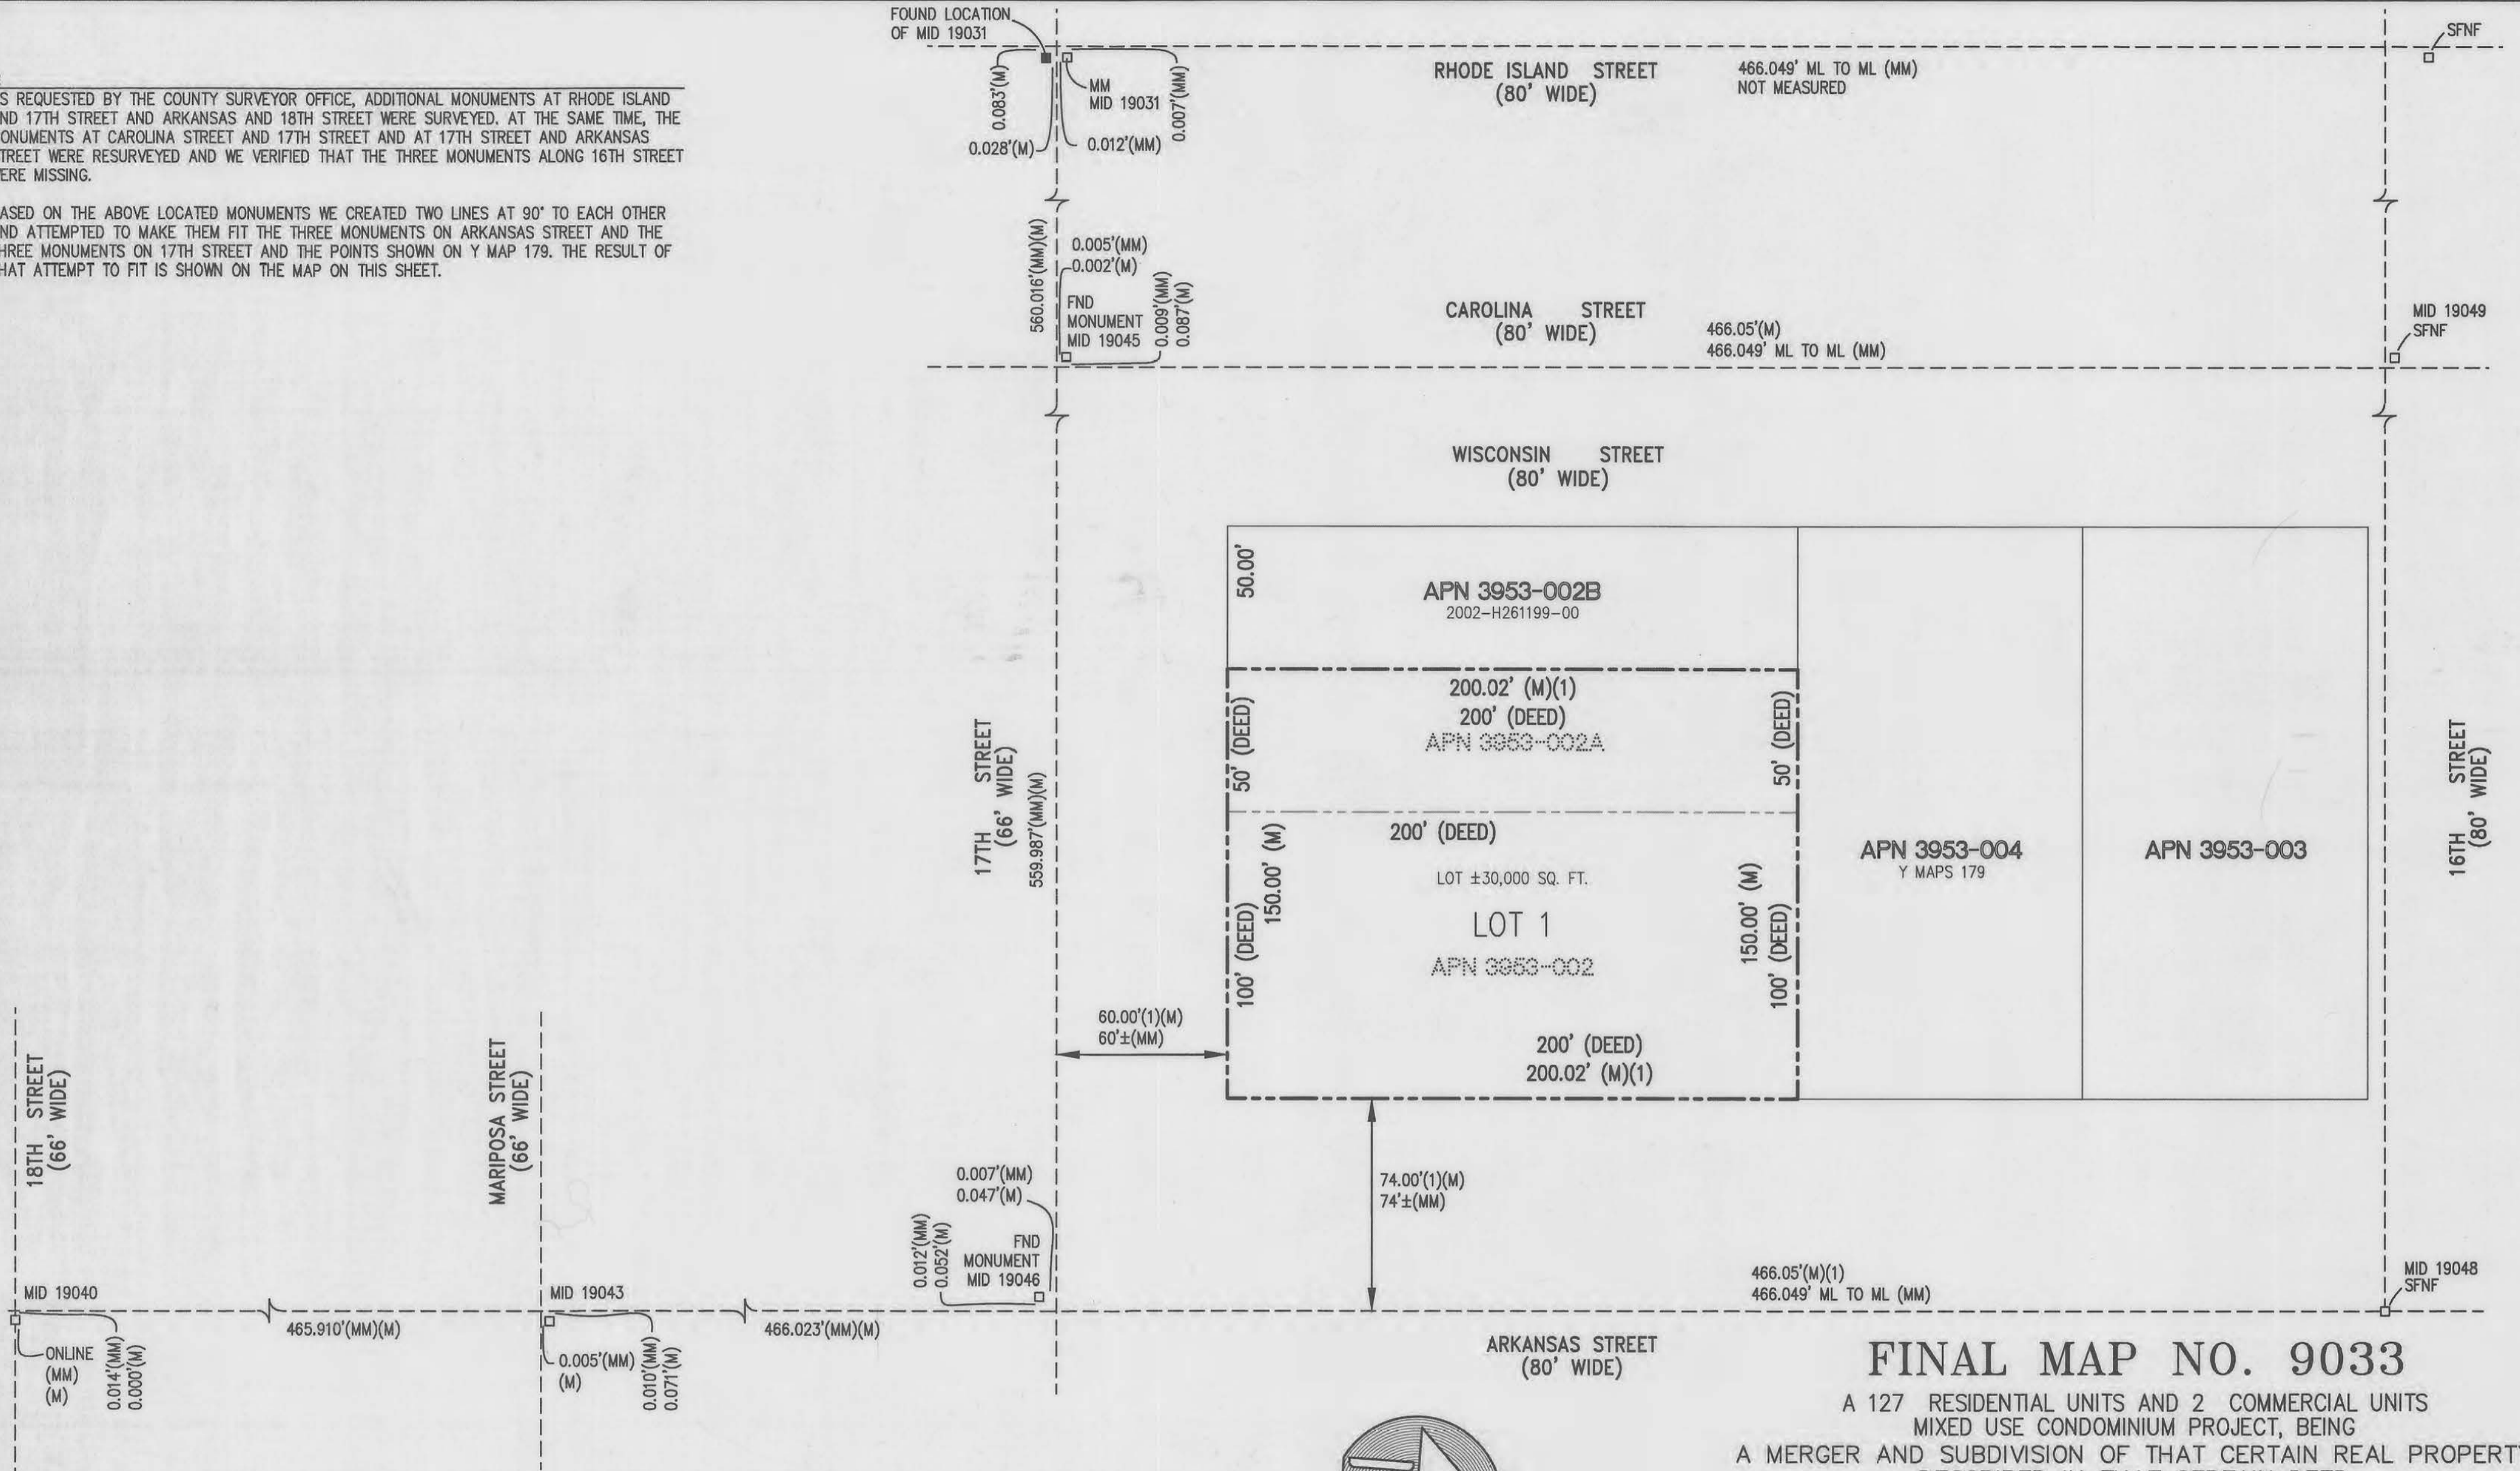 S REQUESTED BY THE COUNTY SURVEYOR OFFICE, ADDITIONAL MONUMENTS AT RHODE ISLAND
ND 17TH STREET AND ARKANSAS AND 18TH STREET WERE SURVEYED. AT THE SAME TIME, THE
ONUMENTS AT CAROLINA STREET AND 17TH STREET AND AT 17TH STREET AND ARKANSAS
TREET WERE RESURVEYED AND WE VERIFIED THAT THE THREE MONUMENTS ALONG 16TH STREET
ERE MISSING.
ASED ON THE ABOVE LOCATED MONUMENTS WE CREATED TWO LINES AT 90° TO EACH OTHER
ND ATTEMPTED TO MAKE THEM FIT THE THREE MONUMENTS ON ARKANSAS STREET AND THE
HREE MONUMENTS ON 17TH STREET AND THE POINTS SHOWN ON Y MAP 179. THE RESULT OF
HAT ATTEMPT TO FIT IS SHOWN ON THE MAP ON THIS SHEET.
FOUND LOCATION
OF MID 19031
0.083'(M)
0.028'(M)
MM
MID 19031
0.012'(MM)
0.007'(MM)
RHODE ISLAND STREET
(80' WIDE)
466.049' ML TO ML (MM)
NOT MEASURED
SFNF
560.016'(MM)(M)
0.005'(MM)
0.002'(M)
FND
MONUMENT
MID 19045
0.009'(MM)
0.087'(M)
CAROLINA STREET
(80' WIDE)
466.05'(M)
466.049' ML TO ML (MM)
MID 19049
SFNF
WISCONSIN STREET
(80' WIDE)
50.00'
APN 3953-002B
2002-H261199-00
200.02' (M)(1)
200' (DEED)
APN 3953-002A
50' (DEED)
50' (DEED)
17TH STREET
(66' WIDE)
559.987'(MM)(M)
200' (DEED)
LOT ±30,000 SQ. FT.
LOT 1
APN 3953-002
150.00' (M)
100' (DEED)
150.00' (M)
100' (DEED)
200' (DEED)
200.02' (M)(1)
APN 3953-004
Y MAPS 179
APN 3953-003
16TH STREET
(80' WIDE)
60.00'(1)(M)
60'±(MM)
74.00'(1)(M)
74'±(MM)
18TH STREET
(66' WIDE)
MARIPOSA STREET
(66' WIDE)
0.007'(MM)
0.047'(M)
0.012'(MM)
0.052'(M)
FND
MONUMENT
MID 19046
MID 19040
465.910'(MM)(M)
ONLINE
(MM)
(M)
0.014'(MM)
0.000'(M)
MID 19043
466.023'(MM)(M)
0.005'(MM)
(M)
0.010'(MM)
0.071'(M)
466.05'(M)(1)
466.049' ML TO ML (MM)
MID 19048
SFNF
ARKANSAS STREET
(80' WIDE)
FINAL MAP NO. 9033
A 127 RESIDENTIAL UNITS AND 2 COMMERCIAL UNITS
MIXED USE CONDOMINIUM PROJECT, BEING
A MERGER AND SUBDIVISION OF THAT CERTAIN REAL PROPERT